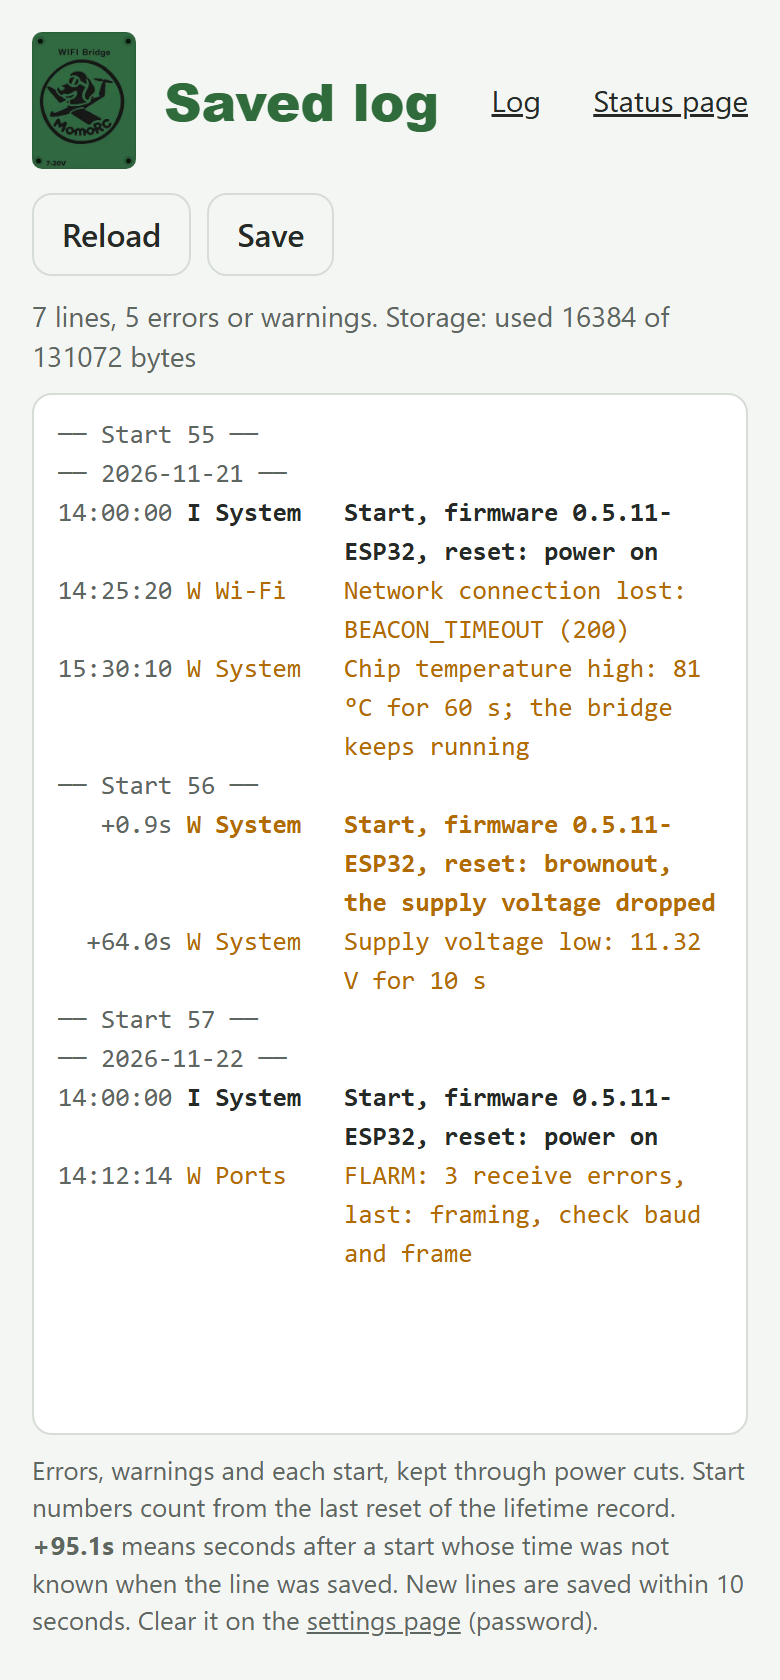 WIFI Bridge
MomoRC
7-20V
Saved log
Log
Status page
Reload
Save
7 lines, 5 errors or warnings. Storage: used 16384 of
131072 bytes
── Start 55 ──
── 2026-11-21 ──
14:00:00 I System Start, firmware 0.5.11-
ESP32, reset: power on
14:25:20 W Wi-Fi Network connection lost:
BEACON_TIMEOUT (200)
15:30:10 W System Chip temperature high: 81
°C for 60 s; the bridge
keeps running
── Start 56 ──
+0.9s W System Start, firmware 0.5.11-
ESP32, reset: brownout,
the supply voltage dropped
+64.0s W System Supply voltage low: 11.32
V for 10 s
── Start 57 ──
── 2026-11-22 ──
14:00:00 I System Start, firmware 0.5.11-
ESP32, reset: power on
14:12:14 W Ports FLARM: 3 receive errors,
last: framing, check baud
and frame
Errors, warnings and each start, kept through power cuts. Start
numbers count from the last reset of the lifetime record.
+95.1s means seconds after a start whose time was not
known when the line was saved. New lines are saved within 10
seconds. Clear it on the settings page (password).